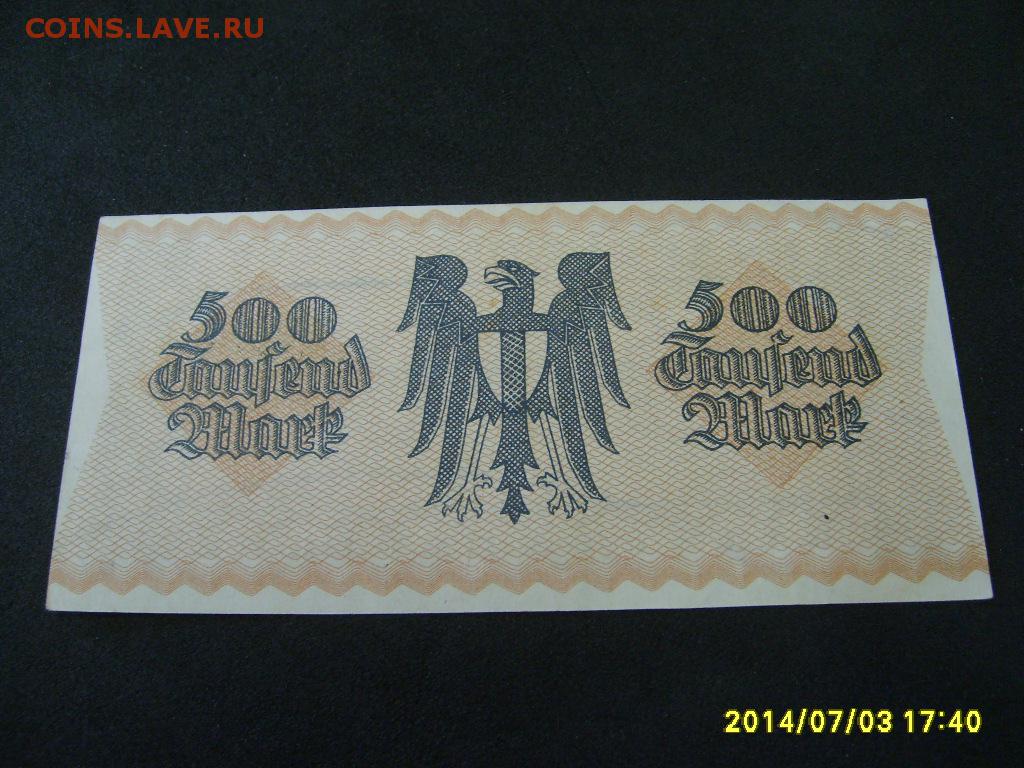 COINS.LAVE.RU
500
Tausend
Mark
500
Tausend
Mark
2014/07/03 17:40